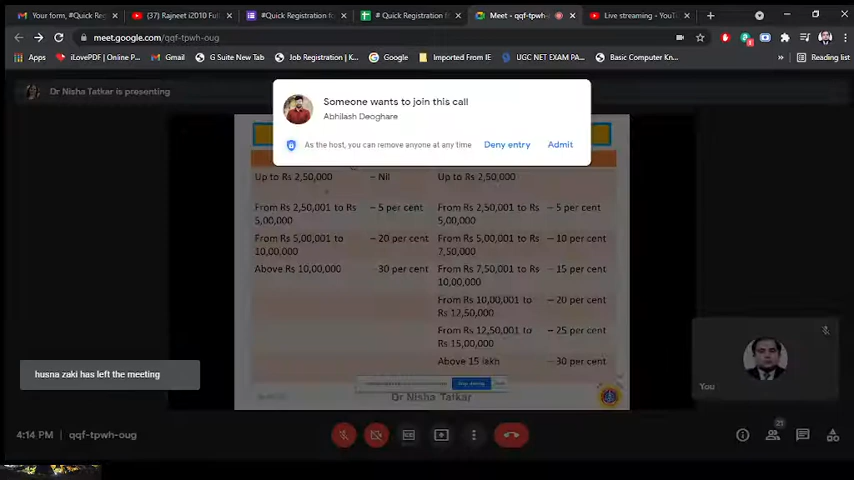 Your form, #Quick Registrat
(37) Rajneet i2010 Full
#Quick Registration f
# Quick Registration f
Meet - qqf-tpwh-
Live streaming - YouT
meet.google.com/qqf-tpwh-oug
Reading list
Apps
iLovePDF | Online P...
Gmail
G Suite New Tab
Job Registration | K...
Google
Imported From IE
UGC NET EXAM PA...
Basic Computer Kn...
Dr Nisha Tatkar is presenting
Someone wants to join this call
Abhilash Deoghare
As the host, you can remove anyone at any time
Deny entry
Admit
Up to Rs 2,50,000 – Nil Up to Rs 2,50,000
From Rs 2,50,001 to Rs – 5 per cent From Rs 2,50,001 to Rs – 5 per cent
5,00,000 5,00,000
From Rs 5,00,01 to – 20 per cent From Rs 5,00,001 to Rs – 10 per cent
10,00,000 7,50,000
Above Rs 10,00,000 – 30 per cent From Rs 7,50,001 to Rs – 15 per cent
10,00,000
From Rs 10,00,001 to – 20 per cent
Rs 12,50,000
From Rs 12,50,001 to – 25 per cent
Rs 15,00,000
Above 15 lakh – 30 per cent
Dr Nisha Tatkar
husna zaki has left the meeting
You
4:14 PM | qqf-tpwh-oug
21